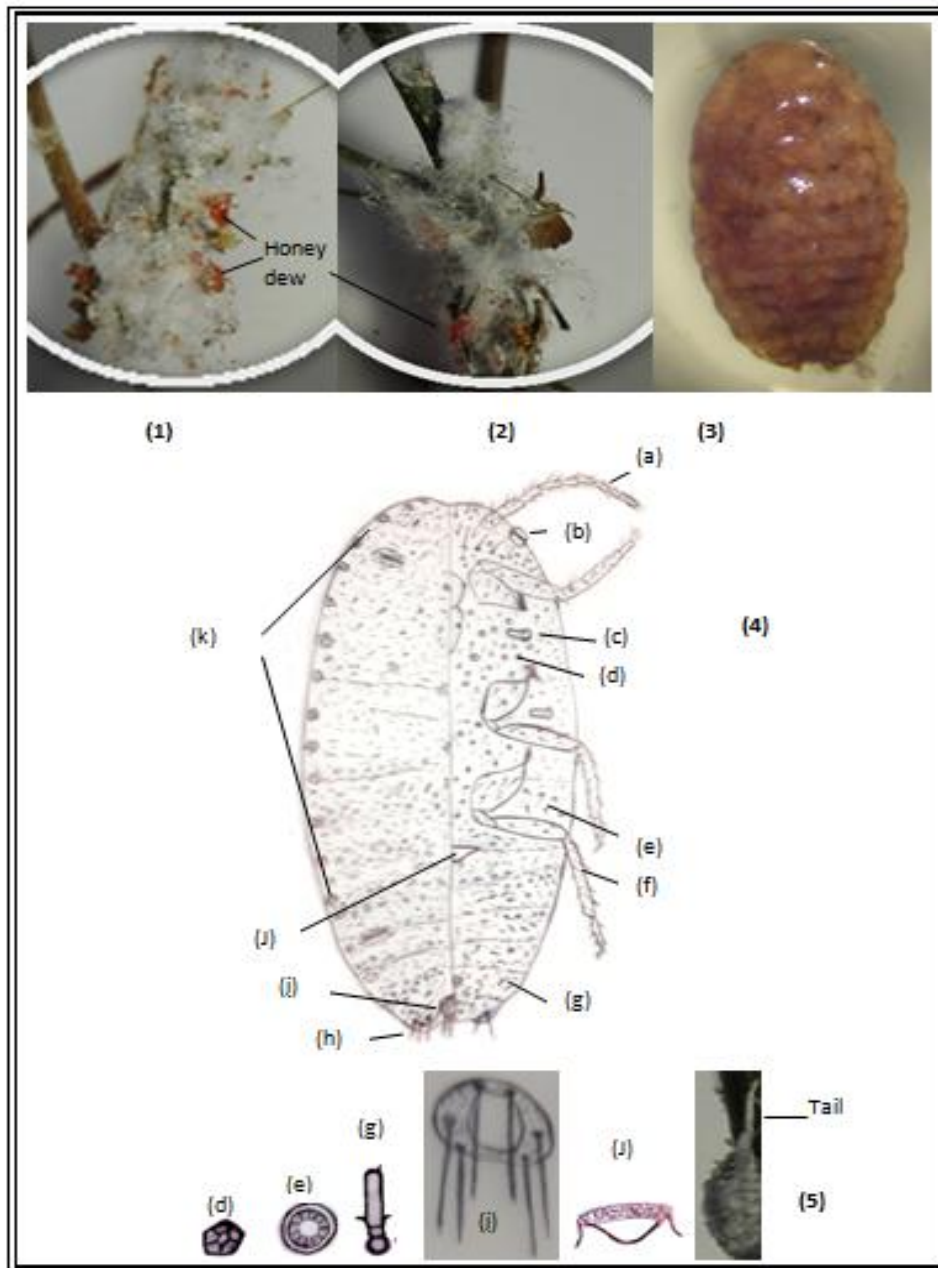 Honey
dew
(1) (2) (3)
(a)
(b)
(k) (c) (4)
(d)
(e)
(f)
(J)
(j) (g)
(h)
(g) Tail
(d) (e) (j) (J) (5)